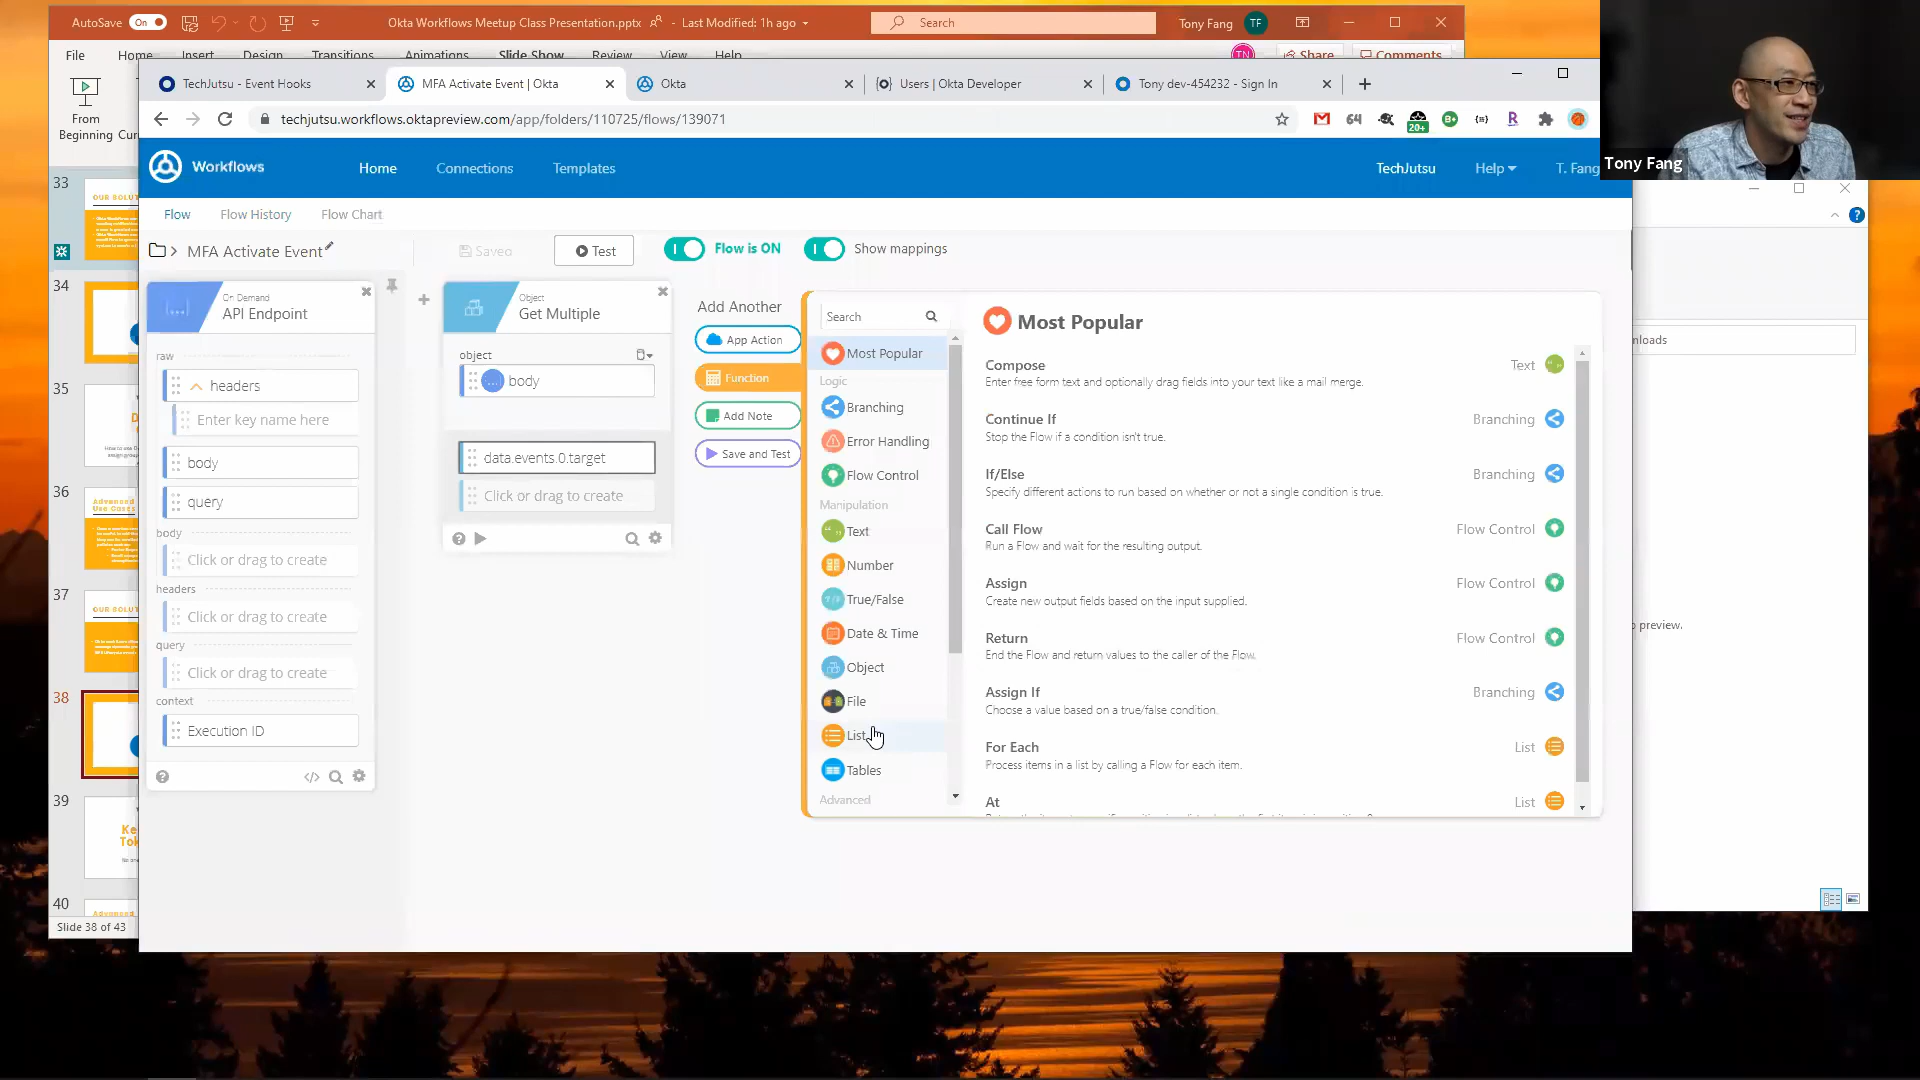 AutoSave On
Okta Workflows Meetup Class Presentation.pptx - Last Modified: 1h ago
Search
Tony Fang TF
File Home Insert Design Transitions Animations Slide Show Review View Help
Share Comments
From
Beginning
TechJutsu - Event Hooks
MFA Activate Event | Okta
Okta
Users | Okta Developer
Tony dev-454232 - Sign In
techjutsu.workflows.oktapreview.com/app/folders/110725/flows/139071
64
20+
R
Tony Fang
Workflows
Home Connections Templates
TechJutsu Help T. Fang
Flow Flow History Flow Chart
MFA Activate Event
Saved
Test
Flow is ON
Show mappings
33
34
35
36
37
38
39
40
Slide 38 of 43
On Demand
API Endpoint
raw
headers
Enter key name here
body
query
body
Click or drag to create
headers
Click or drag to create
query
Click or drag to create
context
Execution ID
Object
Get Multiple
object
body
data.events.0.target
Click or drag to create
Add Another
App Action
Function
Add Note
Save and Test
Search
Most Popular
Logic
Branching
Error Handling
Flow Control
Manipulation
Text
Number
True/False
Date & Time
Object
File
List
Tables
Advanced
Most Popular
Compose Text
Enter free form text and optionally drag fields into your text like a mail merge.
Continue If Branching
Stop the Flow if a condition isn't true.
If/Else Branching
Specify different actions to run based on whether or not a single condition is true.
Call Flow Flow Control
Run a Flow and wait for the resulting output.
Assign Flow Control
Create new output fields based on the input supplied.
Return Flow Control
End the Flow and return values to the caller of the Flow.
Assign If Branching
Choose a value based on a true/false condition.
For Each List
Process items in a list by calling a Flow for each item.
At List
nloads
preview.